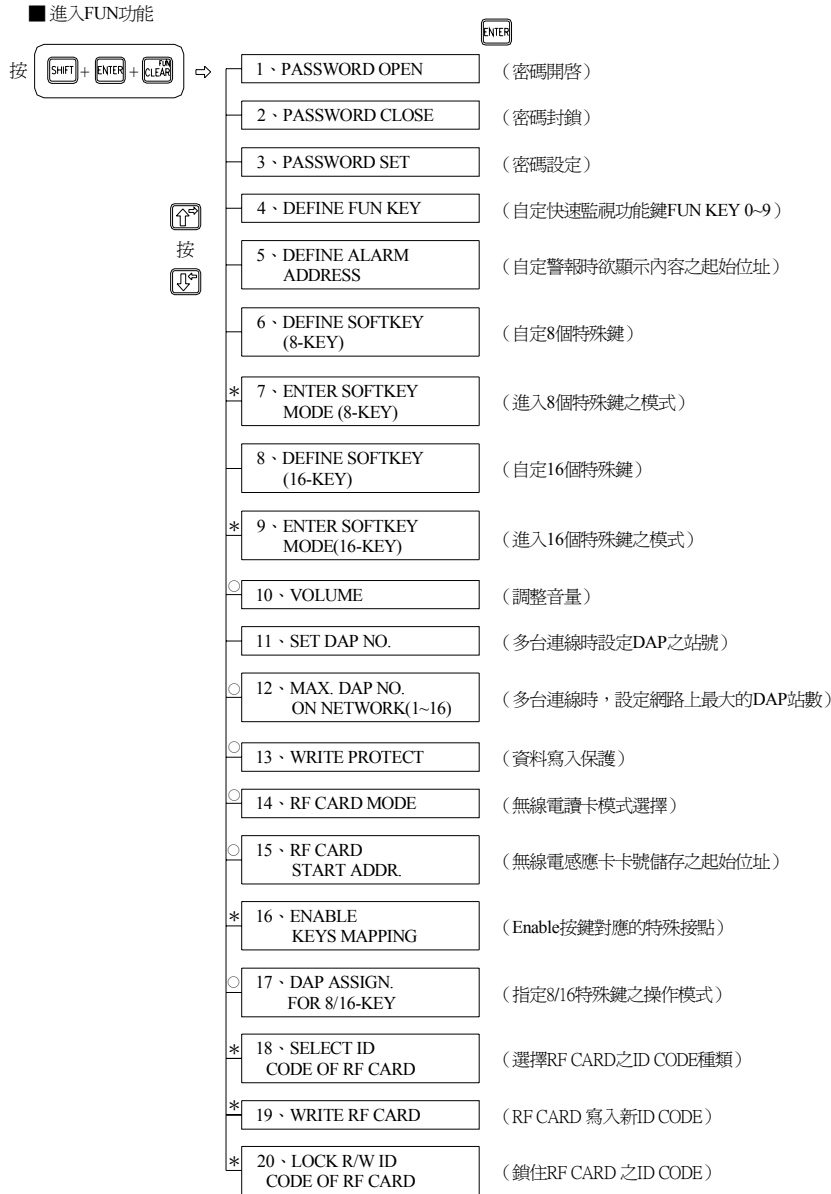 ■ 進入FUN功能
ENTER
按 SHIFT + ENTER + FUN CLEAR ⇨
1、PASSWORD OPEN （密碼開啓）
2、PASSWORD CLOSE （密碼封鎖）
3、PASSWORD SET （密碼設定）
4、DEFINE FUN KEY （自定快速監視功能鍵FUN KEY 0~9）
按
5、DEFINE ALARM
ADDRESS （自定警報時欲顯示內容之起始位址）
6、DEFINE SOFTKEY
(8-KEY) （自定8個特殊鍵）
* 7、ENTER SOFTKEY
MODE (8-KEY) （進入8個特殊鍵之模式）
8、DEFINE SOFTKEY
(16-KEY) （自定16個特殊鍵）
* 9、ENTER SOFTKEY
MODE(16-KEY) （進入16個特殊鍵之模式）
○ 10、VOLUME （調整音量）
11、SET DAP NO. （多台連線時設定DAP之站號）
○ 12、MAX. DAP NO.
ON NETWORK(1~16) （多台連線時，設定網路上最大的DAP站數）
○ 13、WRITE PROTECT （資料寫入保護）
○ 14、RF CARD MODE （無線電讀卡模式選擇）
○ 15、RF CARD
START ADDR. （無線電感應卡卡號儲存之起始位址）
* 16、ENABLE
KEYS MAPPING （Enable按鍵對應的特殊接點）
○ 17、DAP ASSIGN.
FOR 8/16-KEY （指定8/16特殊鍵之操作模式）
* 18、SELECT ID
CODE OF RF CARD （選擇RF CARD之ID CODE種類）
* 19、WRITE RF CARD （RF CARD 寫入新ID CODE）
* 20、LOCK R/W ID
CODE OF RF CARD （鎖住RF CARD 之ID CODE）